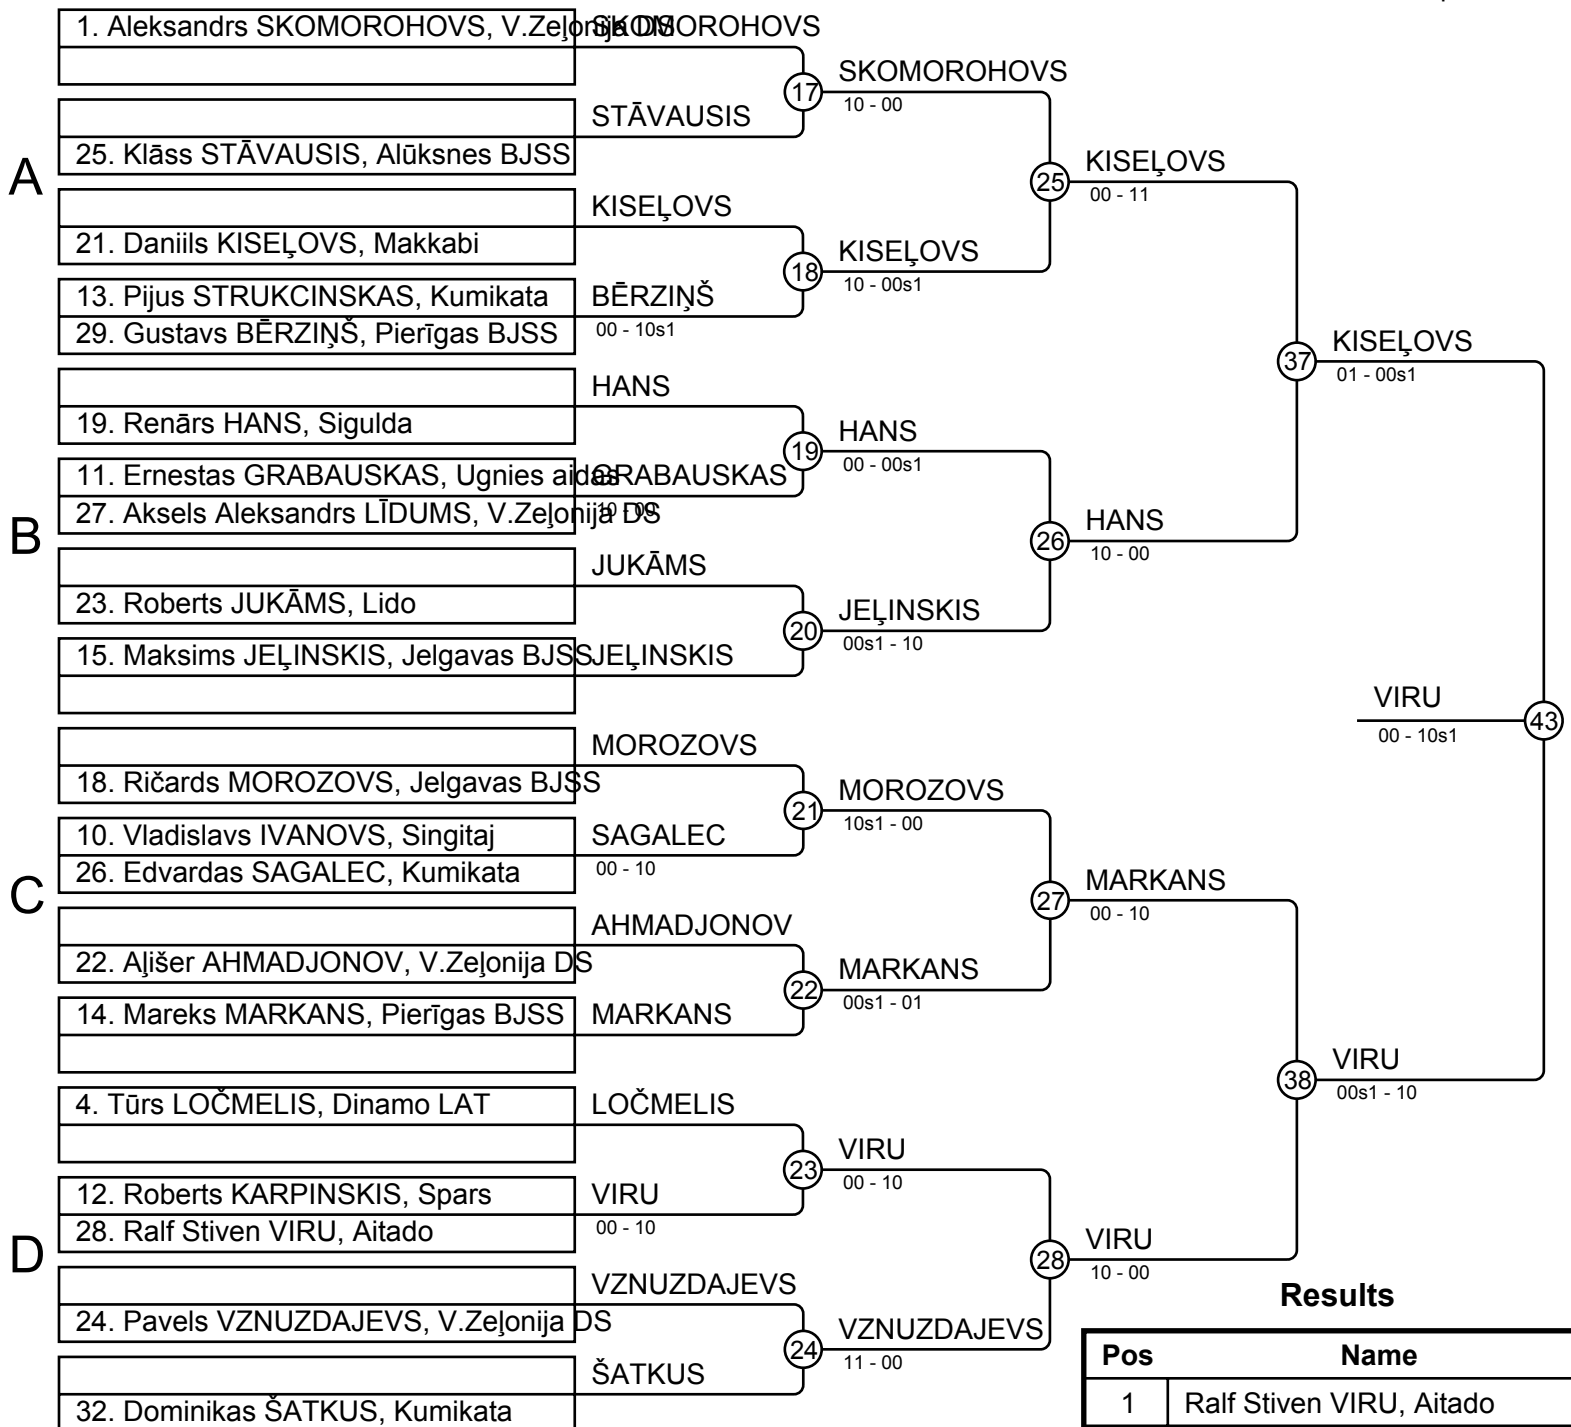 1. Aleksandrs SKOMOROHOVS, V.Zeļonija DS
SKOMOROHOVS
17
SKOMOROHOVS
10 - 00
STĀVAUSIS
25. Klāss STĀVAUSIS, Alūksnes BJSS
A
25
KISEĻOVS
00 - 11
KISEĻOVS
21. Daniils KISEĻOVS, Makkabi
18
KISEĻOVS
10 - 00s1
13. Pijus STRUKCINSKAS, Kumikata
BĒRZIŅŠ
29. Gustavs BĒRZIŅŠ, Pierīgas BJSS
00 - 10s1
37
KISEĻOVS
01 - 00s1
HANS
19. Renārs HANS, Sigulda
19
HANS
00 - 00s1
11. Ernestas GRABAUSKAS, Ugnies aidas
GRABAUSKAS
27. Aksels Aleksandrs LĪDUMS, V.Zeļonija DS
10 - 00
B
26
HANS
10 - 00
JUKĀMS
23. Roberts JUKĀMS, Lido
20
JEĻINSKIS
00s1 - 10
15. Maksims JEĻINSKIS, Jelgavas BJSS
JEĻINSKIS
VIRU
00 - 10s1
43
MOROZOVS
18. Ričards MOROZOVS, Jelgavas BJSS
21
MOROZOVS
10s1 - 00
10. Vladislavs IVANOVS, Singitaj
SAGALEC
26. Edvardas SAGALEC, Kumikata
00 - 10
C
27
MARKANS
00 - 10
AHMADJONOV
22. Aļišer AHMADJONOV, V.Zeļonija DS
22
MARKANS
00s1 - 01
14. Mareks MARKANS, Pierīgas BJSS
MARKANS
38
VIRU
00s1 - 10
4. Tūrs LOČMELIS, Dinamo LAT
LOČMELIS
23
VIRU
00 - 10
12. Roberts KARPINSKIS, Spars
VIRU
28. Ralf Stiven VIRU, Aitado
00 - 10
D
28
VIRU
10 - 00
VZNUZDAJEVS
24. Pavels VZNUZDAJEVS, V.Zeļonija DS
24
VZNUZDAJEVS
11 - 00
ŠATKUS
32. Dominikas ŠATKUS, Kumikata
Results
Pos Name
1 Ralf Stiven VIRU, Aitado